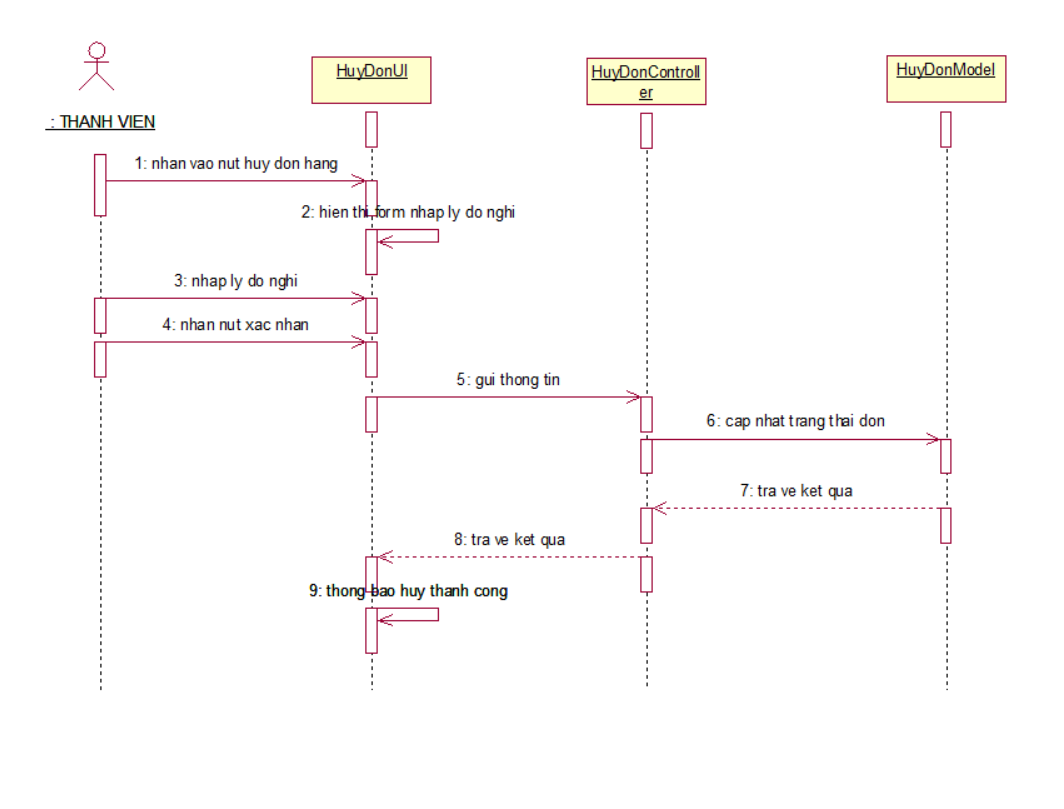 : THANH VIEN
HuyDonUI
HuyDonControll
er
HuyDonModel
1: nhan vao nut huy don hang
2: hien thi form nhap ly do nghi
3: nhap ly do nghi
4: nhan nut xac nhan
5: gui thong tin
6: cap nhat trang thai don
7: tra ve ket qua
8: tra ve ket qua
9: thong bao huy thanh cong